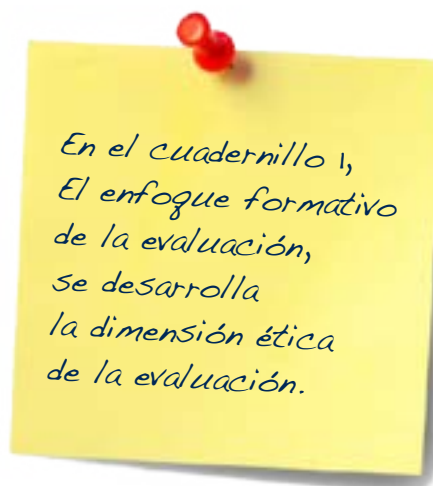 En el cuadernillo 1,
El enfoque formativo
de la evaluación,
se desarrolla
la dimensión ética
de la evaluación.